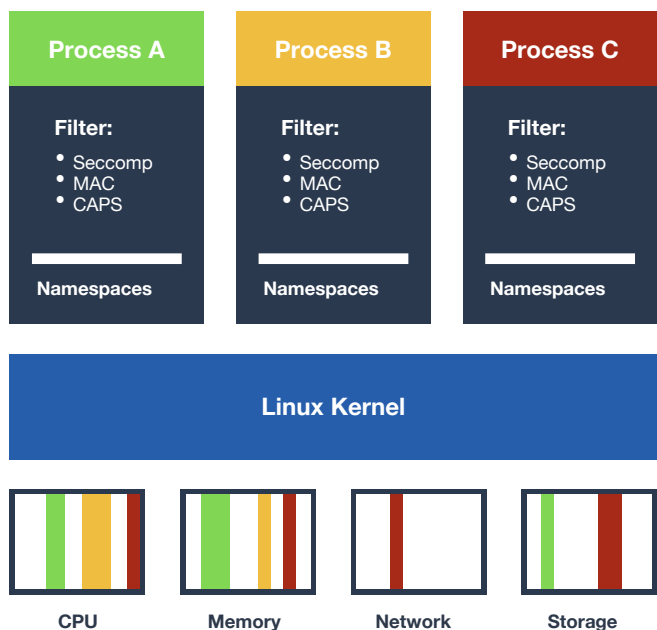 Process A
Process B
Process C
Filter:
• Seccomp
• MAC
• CAPS
Namespaces
Filter:
• Seccomp
• MAC
• CAPS
Namespaces
Filter:
• Seccomp
• MAC
• CAPS
Namespaces
Linux Kernel
CPU
Memory
Network
Storage